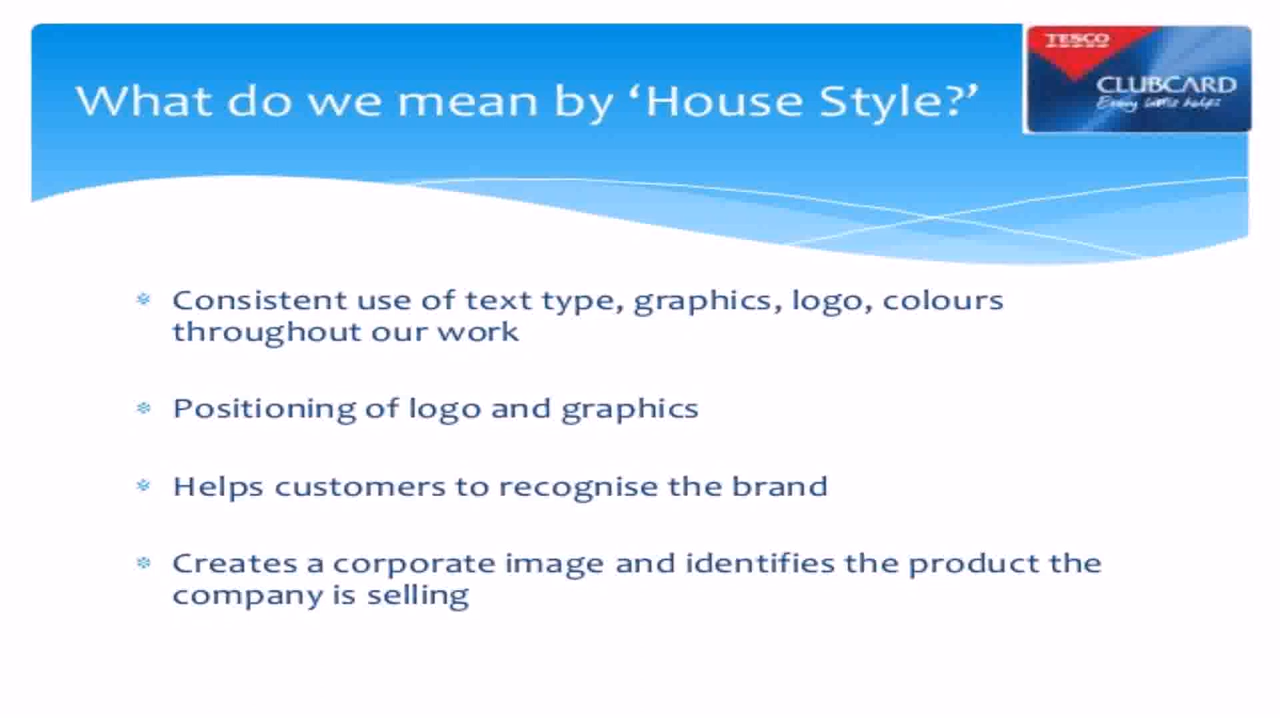 What do we mean by ‘House Style?’
TESCO
CLUBCARD
Every little helps
Consistent use of text type, graphics, logo, colours
throughout our work
Positioning of logo and graphics
Helps customers to recognise the brand
Creates a corporate image and identifies the product the
company is selling